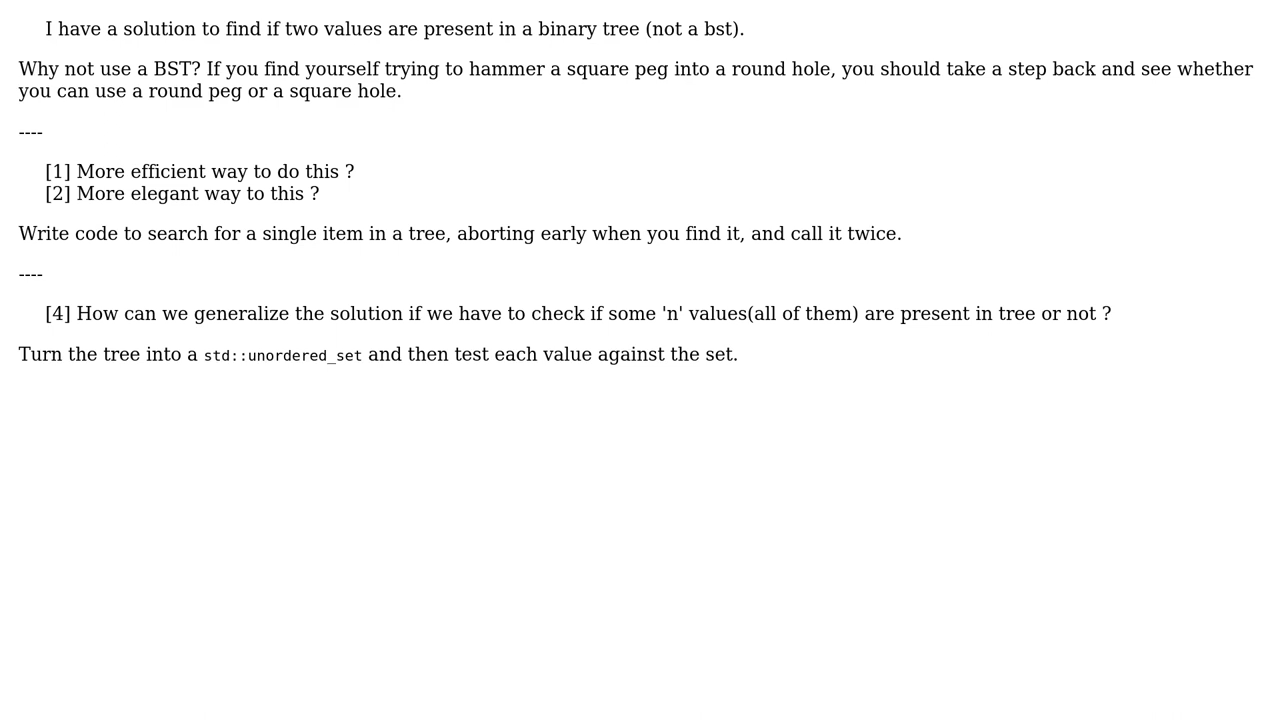 I have a solution to find if two values are present in a binary tree (not a bst).
Why not use a BST? If you find yourself trying to hammer a square peg into a round hole, you should take a step back and see whether
you can use a round peg or a square hole.
----
[1] More efficient way to do this ?
[2] More elegant way to this ?
Write code to search for a single item in a tree, aborting early when you find it, and call it twice.
----
[4] How can we generalize the solution if we have to check if some 'n' values(all of them) are present in tree or not ?
Turn the tree into a std::unordered_set and then test each value against the set.